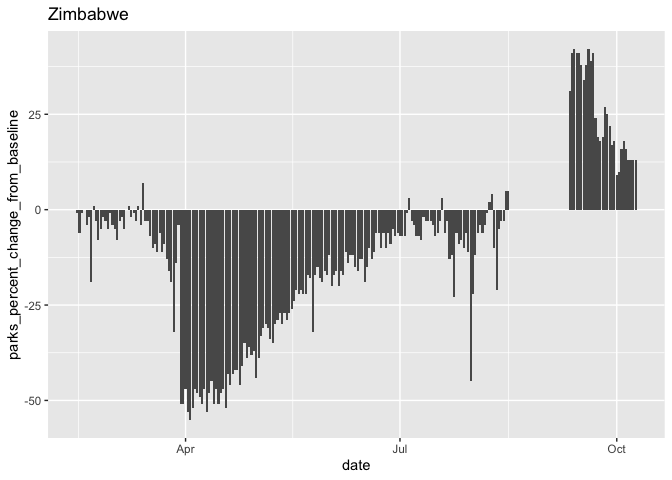 Zimbabwe
parks_percent_change_from_baseline
25
0
-25
-50
Apr
Jul
Oct
date